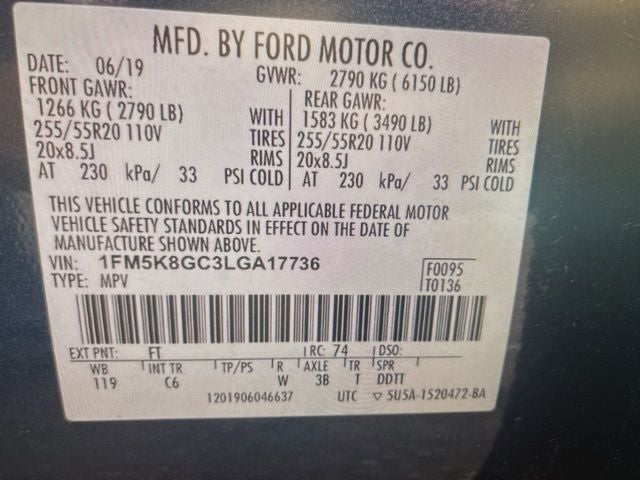 MFD. BY FORD MOTOR CO.
DATE: 06/19 GVWR: 2790 KG ( 6150 LB)
FRONT GAWR: REAR GAWR:
1266 KG ( 2790 LB) WITH 1583 KG ( 3490 LB) WITH
255/55R20 110V TIRES 255/55R20 110V TIRES
20x8.5J RIMS 20x8.5J RIMS
AT 230 kPa/ 33 PSI COLD AT 230 kPa/ 33 PSI COLD
THIS VEHICLE CONFORMS TO ALL APPLICABLE FEDERAL MOTOR
VEHICLE SAFETY STANDARDS IN EFFECT ON THE DATE OF
MANUFACTURE SHOWN ABOVE.
VIN: 1FM5K8GC3LGA17736 F0095
TYPE: MPV T0136
EXT PNT: FT RC: 74 DSO:
WB INT TR TP/PS R AXLE TR SPR
119 C6 W 3B T DDTT
1201906046637 UTC ▽ 5U5A-1520472-BA